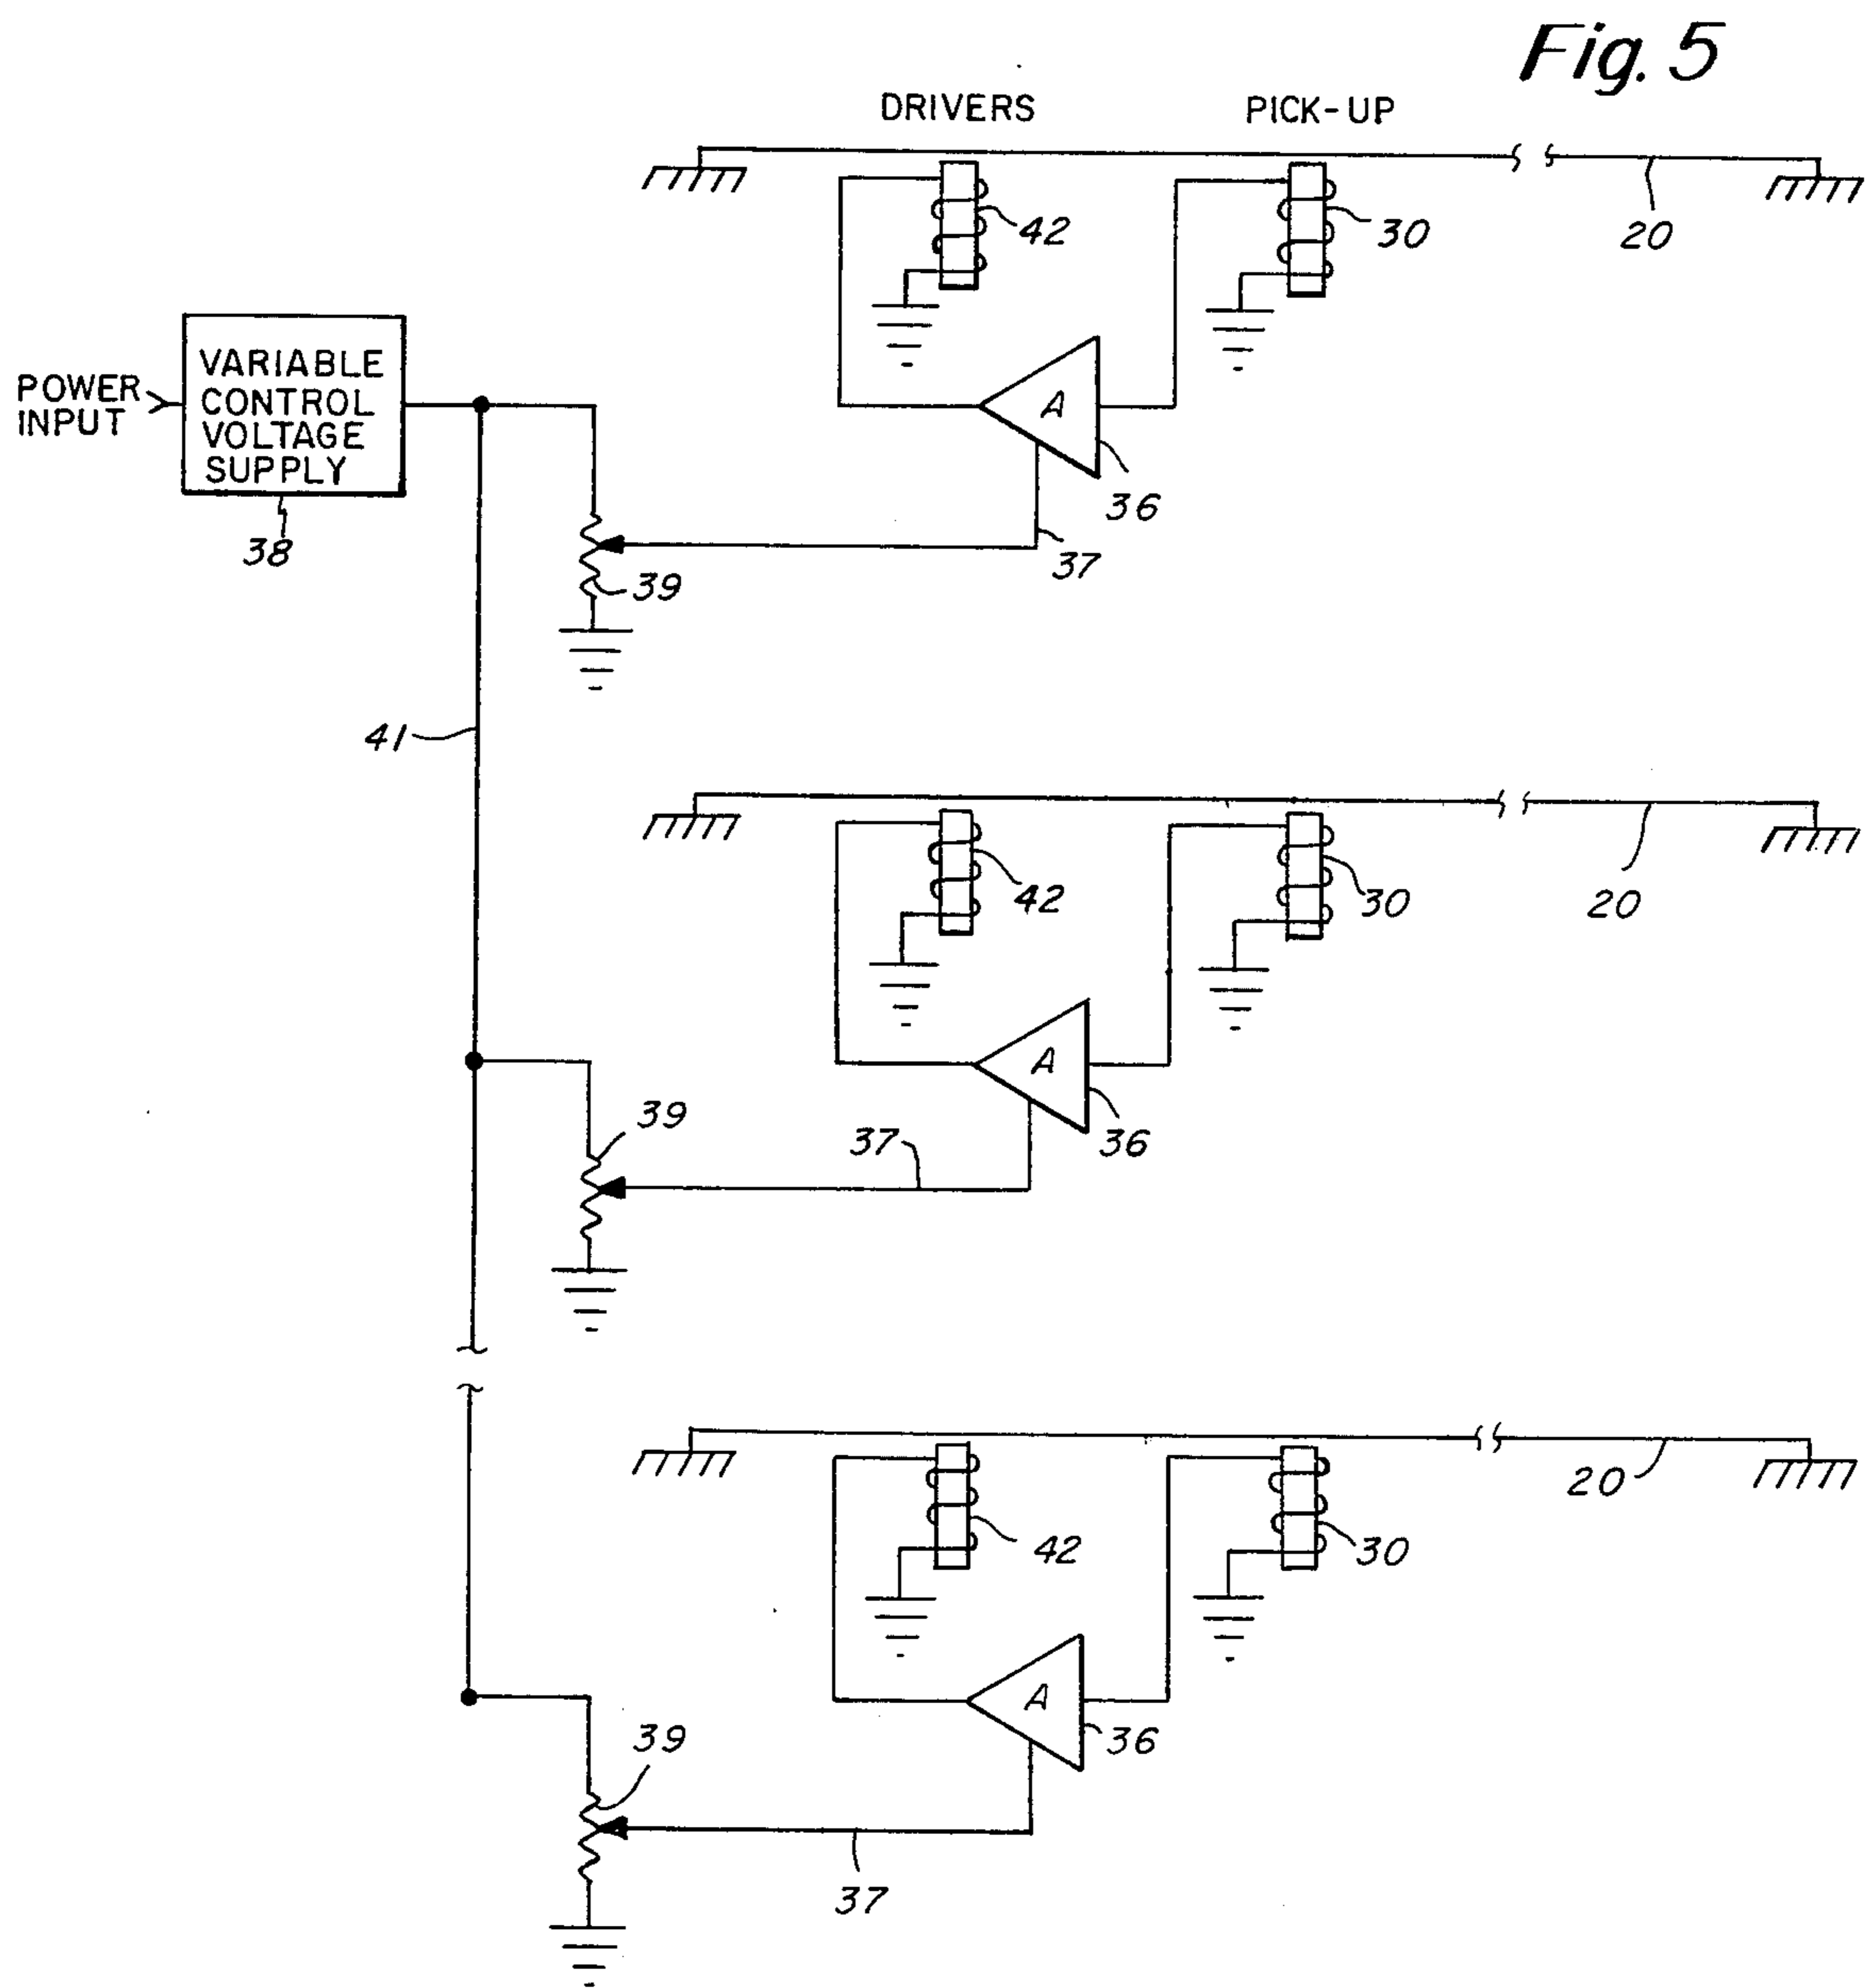 Fig. 5
DRIVERS
PICK-UP
42
30
20
POWER
INPUT
VARIABLE
CONTROL
VOLTAGE
SUPPLY
38
A
36
37
39
41
42
30
20
A
36
39
37
42
30
20
A
36
39
37